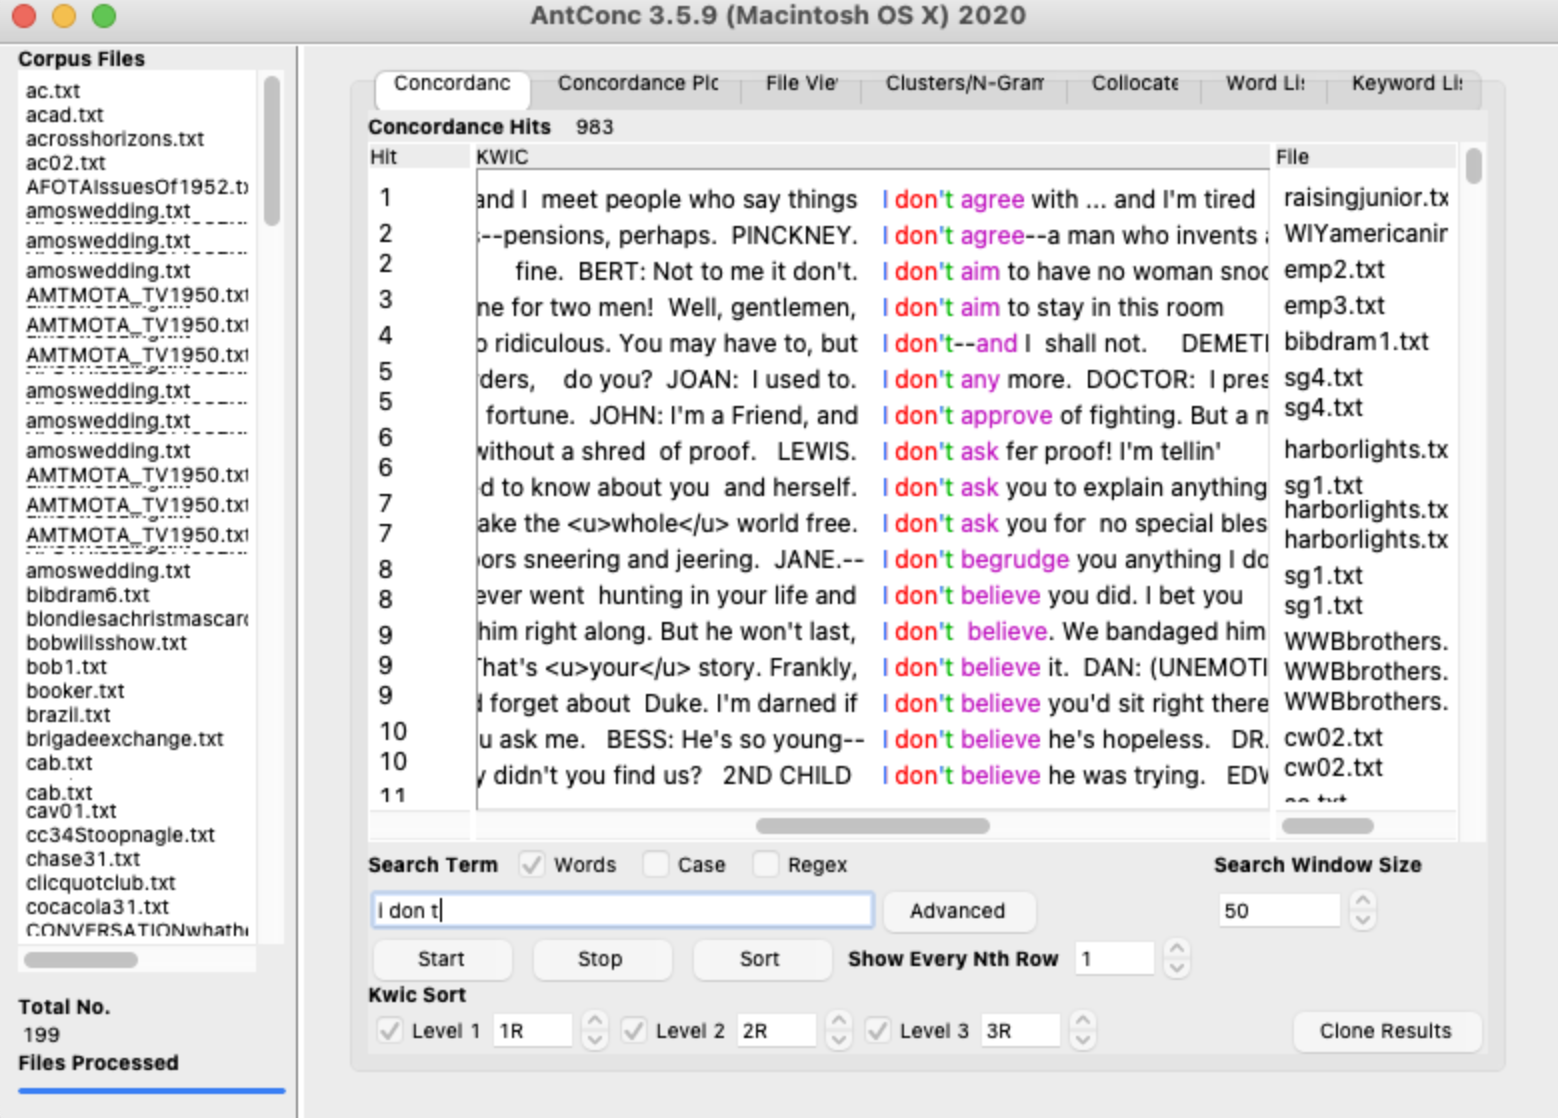 AntConc 3.5.9 (Macintosh OS X) 2020
Corpus Files
ac.txt
acad.txt
acrosshorizons.txt
ac02.txt
AFOTAIssuesOf1952.tx
amoswedding.txt
amoswedding.txt
amoswedding.txt
AMTMOTA_TV1950.txt
AMTMOTA_TV1950.txt
AMTMOTA_TV1950.txt
amoswedding.txt
amoswedding.txt
amoswedding.txt
AMTMOTA_TV1950.txt
AMTMOTA_TV1950.txt
AMTMOTA_TV1950.txt
amoswedding.txt
bibdram6.txt
blondiesachristmascard
bobwillsshow.txt
bob1.txt
booker.txt
brazil.txt
brigadeexchange.txt
cab.txt
cab.txt
cav01.txt
cc34Stoopnagle.txt
chase31.txt
clicquotclub.txt
cocacola31.txt
CONVERSATIONwhathe
Total No.
199
Files Processed
Concordanc Concordance Plc File Vie Clusters/N-Gram Collocate Word Lis Keyword Lis
Concordance Hits 983
Hit KWIC File
1 and I meet people who say things I don't agree with ... and I'm tired raisingjunior.tx
2 s--pensions, perhaps. PINCKNEY. I don't agree--a man who invents a WIYamericanir
2 fine. BERT: Not to me it don't. I don't aim to have no woman snoo emp2.txt
3 ne for two men! Well, gentlemen, I don't aim to stay in this room emp3.txt
4 o ridiculous. You may have to, but I don't--and I shall not. DEMETI bibdram1.txt
5 rders, do you? JOAN: I used to. I don't any more. DOCTOR: I pres sg4.txt
5 fortune. JOHN: I'm a Friend, and I don't approve of fighting. But a m sg4.txt
6 without a shred of proof. LEWIS. I don't ask fer proof! I'm tellin' harborlights.tx
6 d to know about you and herself. I don't ask you to explain anything sg1.txt
7 ake the <u>whole</u> world free. I don't ask you for no special bles harborlights.tx
7 oors sneering and jeering. JANE.-- I don't begrudge you anything I do harborlights.tx
8 ever went hunting in your life and I don't believe you did. I bet you sg1.txt
8 him right along. But he won't last, I don't believe. We bandaged him sg1.txt
9 That's <u>your</u> story. Frankly, I don't believe it. DAN: (UNEMOTI WWBbrothers.
9 d forget about Duke. I'm darned if I don't believe you'd sit right there WWBbrothers.
9 u ask me. BESS: He's so young-- I don't believe he's hopeless. DR. WWBbrothers.
10 y didn't you find us? 2ND CHILD I don't believe he was trying. EDW cw02.txt
10 cw02.txt
11
Search Term Words Case Regex Search Window Size
I don t Advanced 50
Start Stop Sort Show Every Nth Row 1
Kwic Sort
Level 1 1R Level 2 2R Level 3 3R Clone Results